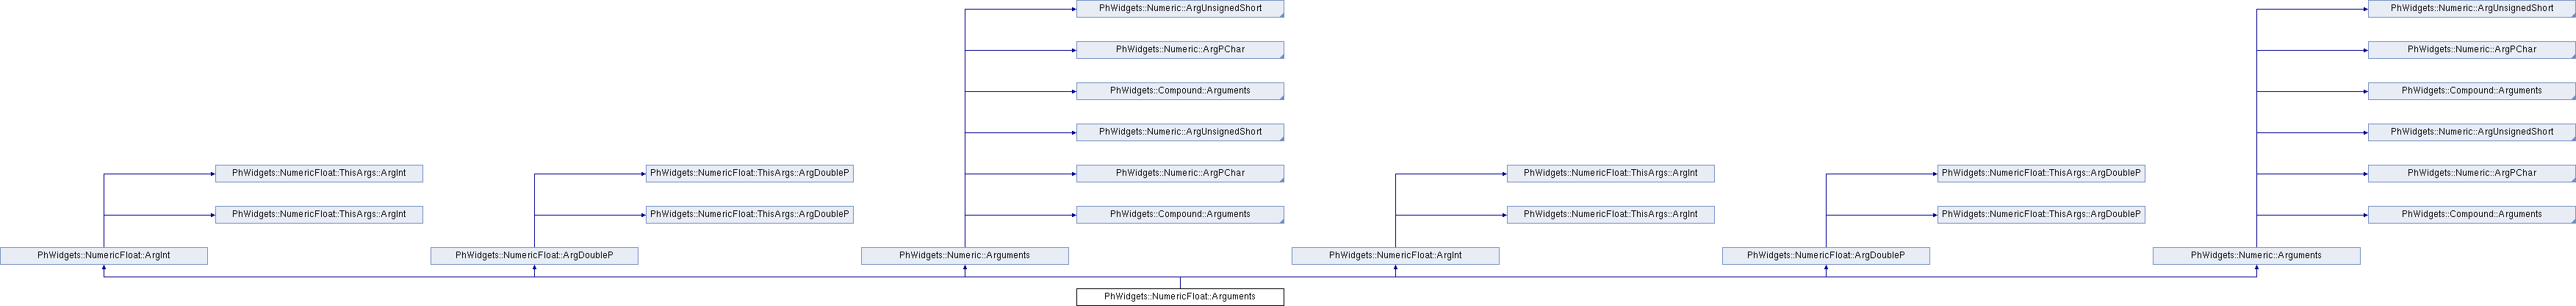 PhWidgets::Numeric::ArgUnsignedShort
PhWidgets::Numeric::ArgUnsignedShort
PhWidgets::Numeric::ArgPChar
PhWidgets::Numeric::ArgPChar
PhWidgets::Compound::Arguments
PhWidgets::Compound::Arguments
PhWidgets::Numeric::ArgUnsignedShort
PhWidgets::Numeric::ArgUnsignedShort
PhWidgets::NumericFloat::ThisArgs::ArgInt
PhWidgets::NumericFloat::ThisArgs::ArgDoubleP
PhWidgets::Numeric::ArgPChar
PhWidgets::NumericFloat::ThisArgs::ArgInt
PhWidgets::NumericFloat::ThisArgs::ArgDoubleP
PhWidgets::Numeric::ArgPChar
PhWidgets::NumericFloat::ThisArgs::ArgInt
PhWidgets::NumericFloat::ThisArgs::ArgDoubleP
PhWidgets::Compound::Arguments
PhWidgets::NumericFloat::ThisArgs::ArgInt
PhWidgets::NumericFloat::ThisArgs::ArgDoubleP
PhWidgets::Compound::Arguments
PhWidgets::NumericFloat::ArgInt
PhWidgets::NumericFloat::ArgDoubleP
PhWidgets::Numeric::Arguments
PhWidgets::NumericFloat::ArgInt
PhWidgets::NumericFloat::ArgDoubleP
PhWidgets::Numeric::Arguments
PhWidgets::NumericFloat::Arguments